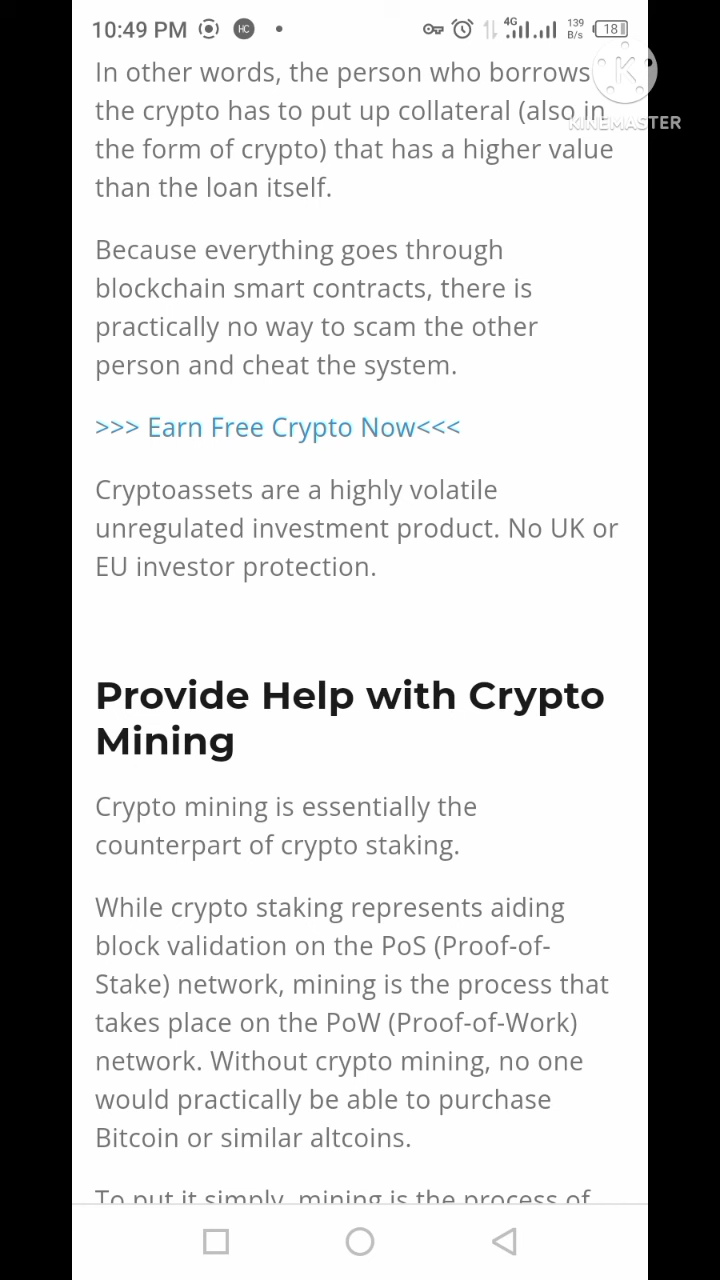 10:49 PM HC 4G 139 B/s 18
K
KINEMASTER
In other words, the person who borrows
the crypto has to put up collateral (also in
the form of crypto) that has a higher value
than the loan itself.
Because everything goes through
blockchain smart contracts, there is
practically no way to scam the other
person and cheat the system.
>>> Earn Free Crypto Now<<<
Cryptoassets are a highly volatile
unregulated investment product. No UK or
EU investor protection.
Provide Help with Crypto
Mining
Crypto mining is essentially the
counterpart of crypto staking.
While crypto staking represents aiding
block validation on the PoS (Proof-of-
Stake) network, mining is the process that
takes place on the PoW (Proof-of-Work)
network. Without crypto mining, no one
would practically be able to purchase
Bitcoin or similar altcoins.
To put it simply, mining is the process of